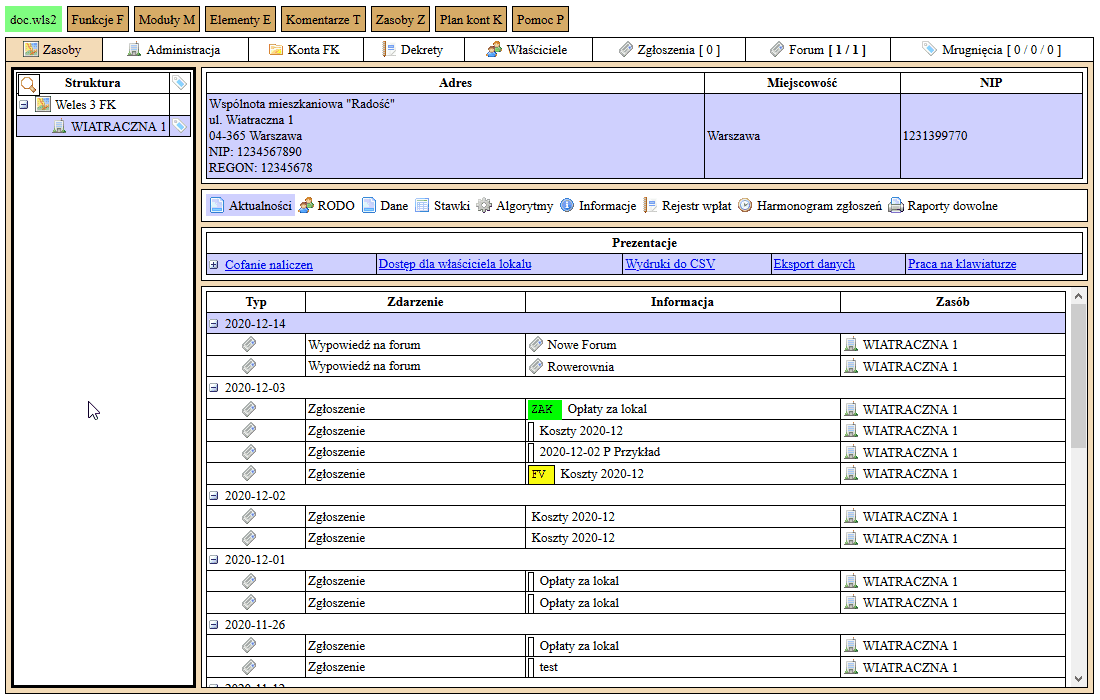 doc.wls2 Funkcje F Moduły M Elementy E Komentarze T Zasoby Z Plan kont K Pomoc P
Zasoby Administracja Konta FK Dekrety Właściciele Zgłoszenia [ 0 ] Forum [ 1 / 1 ] Mrugnięcia [ 0 / 0 / 0 ]
Struktura
Weles 3 FK
WIATRACZNA 1
Adres Miejscowość NIP
Wspólnota mieszkaniowa "Radość"
ul. Wiatraczna 1
04-365 Warszawa
NIP: 1234567890
REGON: 12345678
Warszawa
1231399770
Aktualności RODO Dane Stawki Algorytmy Informacje Rejestr wpłat Harmonogram zgłoszeń Raporty dowolne
Prezentacje
Cofanie naliczen Dostęp dla właściciela lokalu Wydruki do CSV Eksport danych Praca na klawiaturze
Typ Zdarzenie Informacja Zasób
2020-12-14
Wypowiedź na forum Nowe Forum WIATRACZNA 1
Wypowiedź na forum Rowerownia WIATRACZNA 1
2020-12-03
Zgłoszenie ZAK Opłaty za lokal WIATRACZNA 1
Zgłoszenie Koszty 2020-12 WIATRACZNA 1
Zgłoszenie 2020-12-02 P Przykład WIATRACZNA 1
Zgłoszenie FV Koszty 2020-12 WIATRACZNA 1
2020-12-02
Zgłoszenie Koszty 2020-12 WIATRACZNA 1
Zgłoszenie Koszty 2020-12 WIATRACZNA 1
2020-12-01
Zgłoszenie Opłaty za lokal WIATRACZNA 1
Zgłoszenie Opłaty za lokal WIATRACZNA 1
2020-11-26
Zgłoszenie Opłaty za lokal WIATRACZNA 1
Zgłoszenie test WIATRACZNA 1